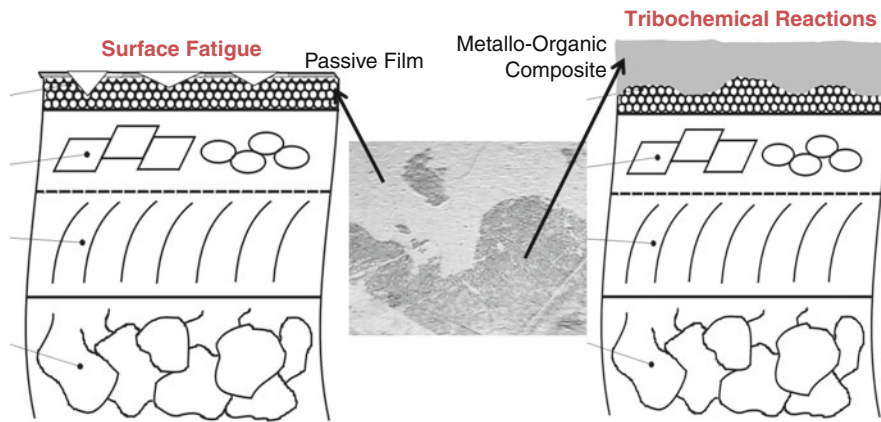 Surface Fatigue
Passive Film
Metallo-Organic
Composite
Tribochemical Reactions